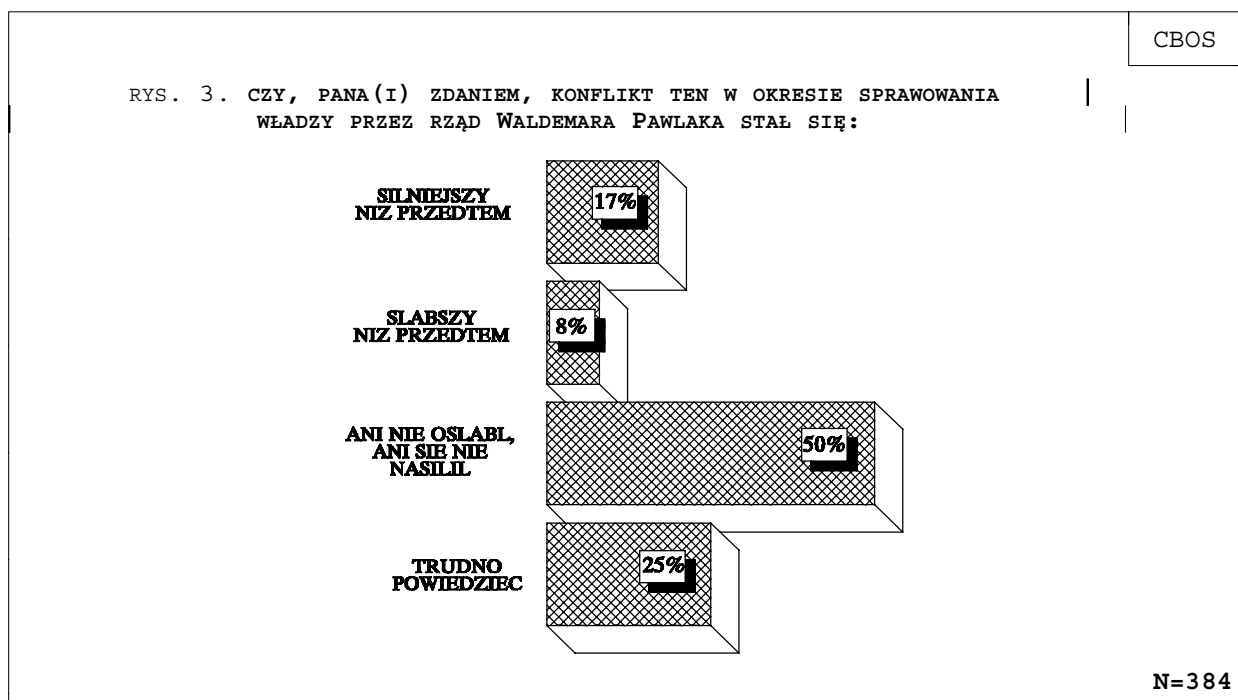 CBOS
RYS. 3. CZY, PANA(I) ZDANIEM, KONFLIKT TEN W OKRESIE SPRAWOWANIA
WŁADZY PRZEZ RZĄD WALDEMARA PAWLAKA STAŁ SIĘ:
SILNIEJSZY
NIZ PRZEDTEM
17%
SLABSZY
NIZ PRZEDTEM
8%
ANI NIE OSLABL,
ANI SIE NIE
NASILIL
50%
TRUDNO
POWIEDZIEC
25%
N=384